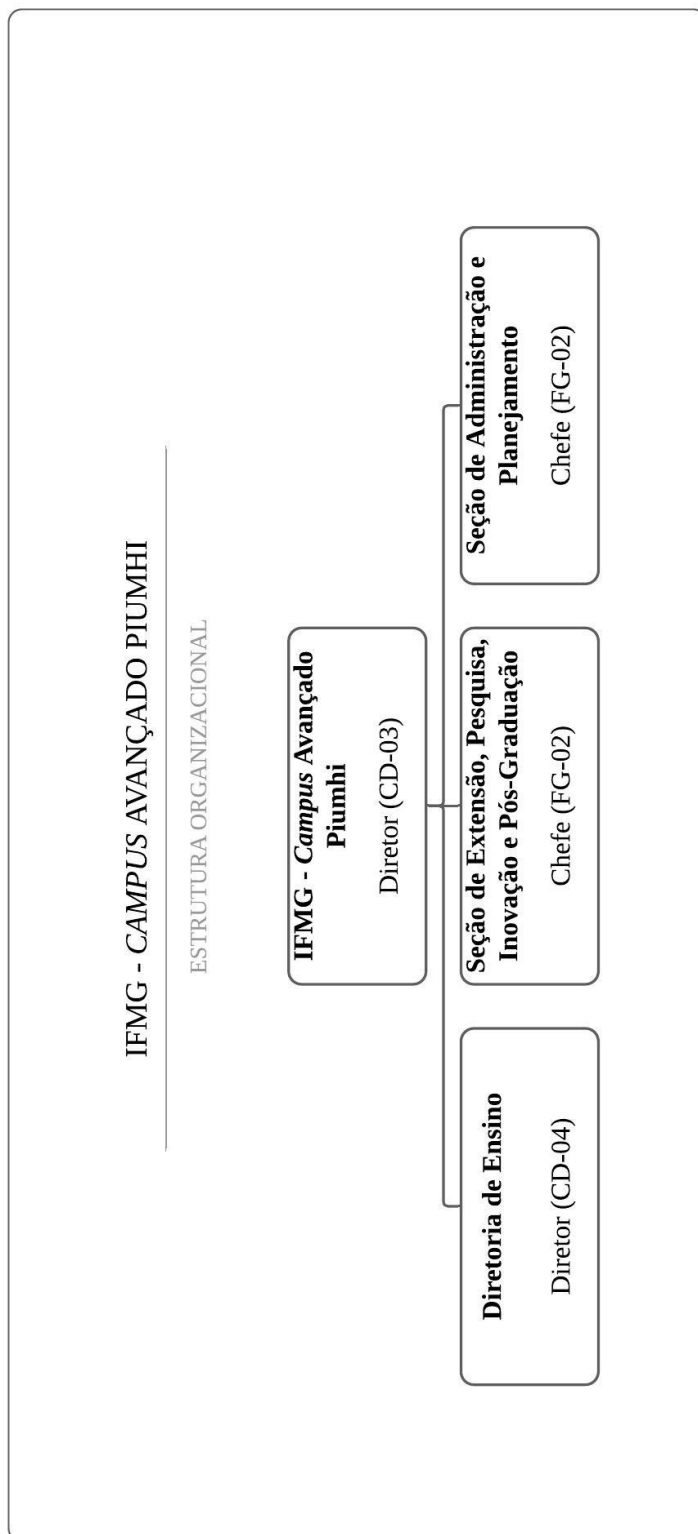 IFMG - CAMPUS AVANÇADO PIUMHI
ESTRUTURA ORGANIZACIONAL
IFMG - Campus Avançado
Piumhi
Diretor (CD-03)
Diretoria de Ensino
Diretor (CD-04)
Seção de Extensão, Pesquisa,
Inovação e Pós-Graduação
Chefe (FG-02)
Seção de Administração e
Planejamento
Chefe (FG-02)